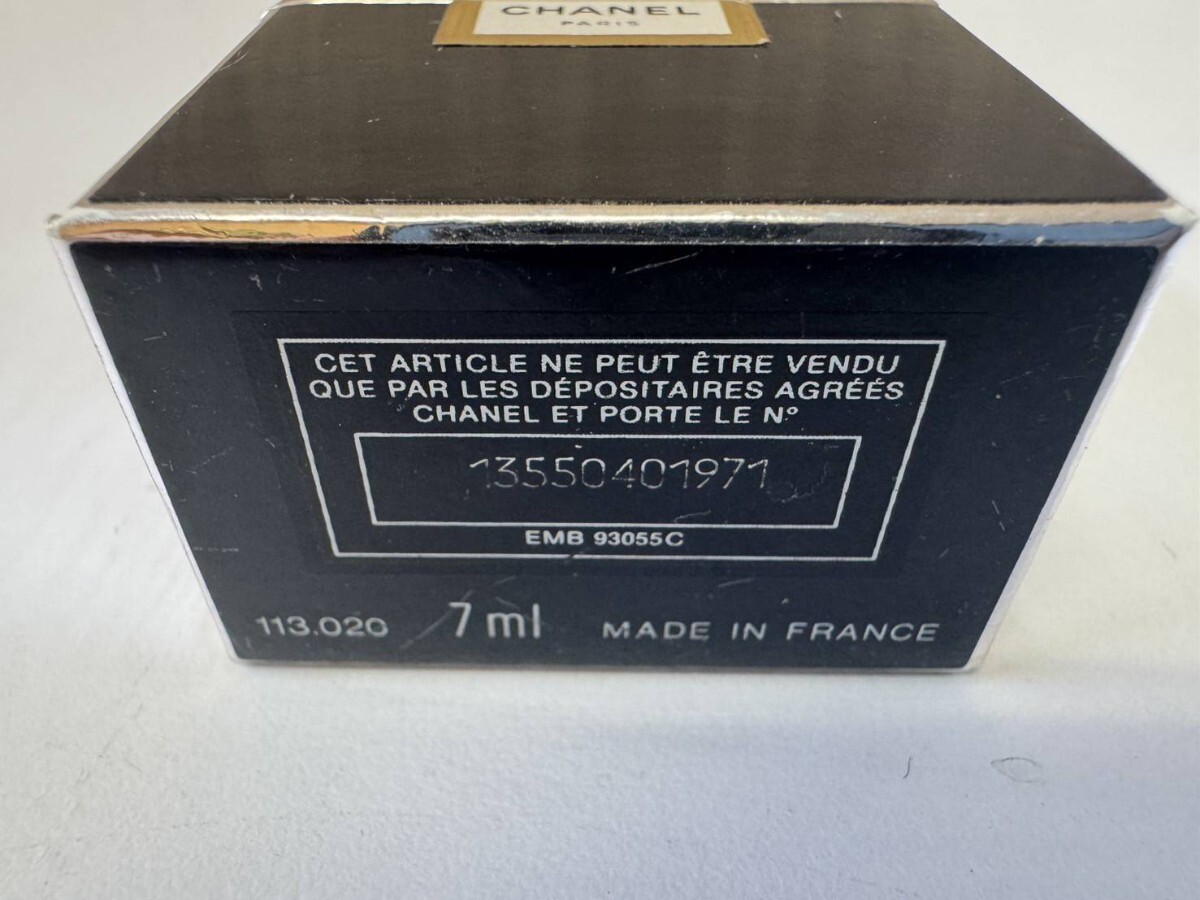 CHANEL
PARIS
CET ARTICLE NE PEUT ÊTRE VENDU
QUE PAR LES DÉPOSITAIRES AGRÉÉS
CHANEL ET PORTE LE Nº
13550401971
EMB 93055C
113.020 7 ml MADE IN FRANCE